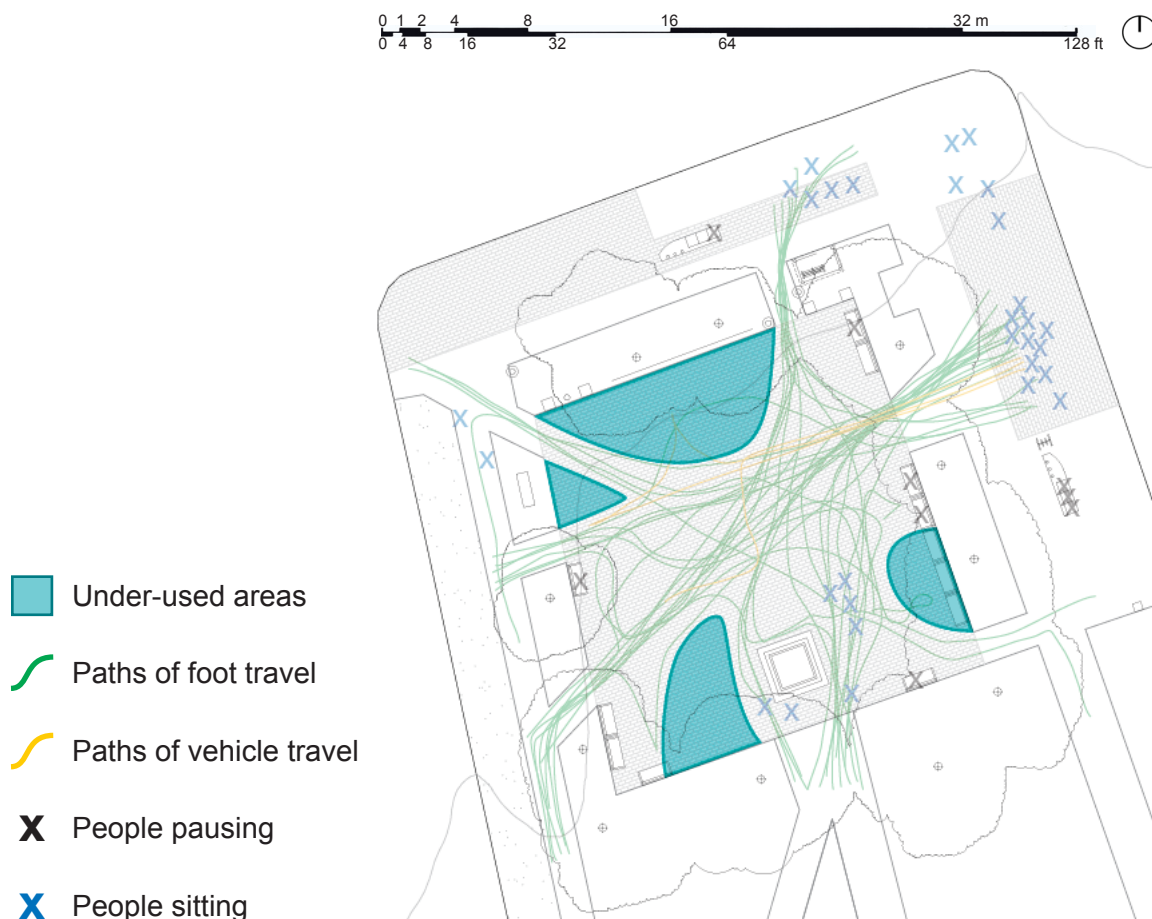 0 1 2 4 8 16 32 m
0 4 8 16 32 64 128 ft
Under-used areas
Paths of foot travel
Paths of vehicle travel
X People pausing
X People sitting